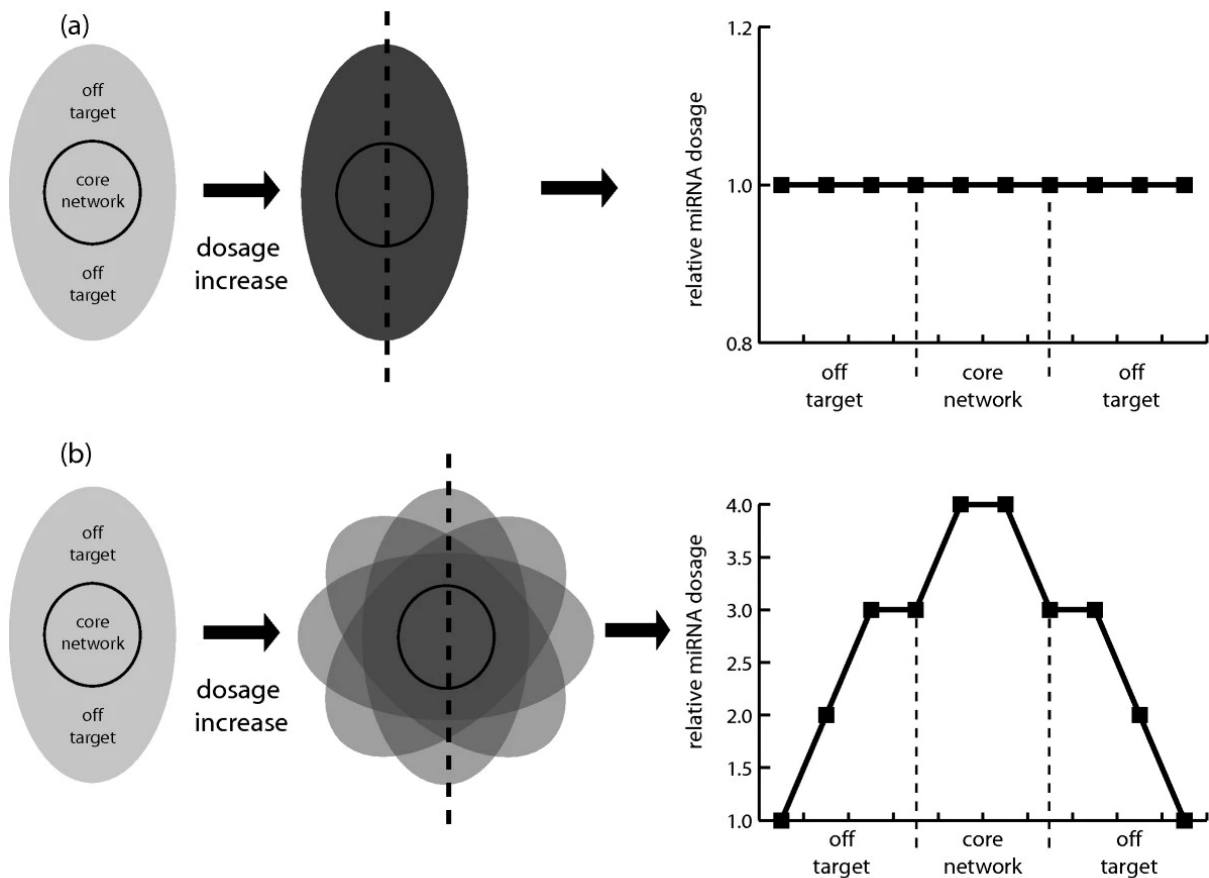 (a)
off
target
core
network
off
target
dosage
increase
relative miRNA dosage
1.2
1.0
0.8
off
target
core
network
off
target
(b)
off
target
core
network
off
target
dosage
increase
relative miRNA dosage
4.0
3.5
3.0
2.5
2.0
1.5
1.0
off
target
core
network
off
target